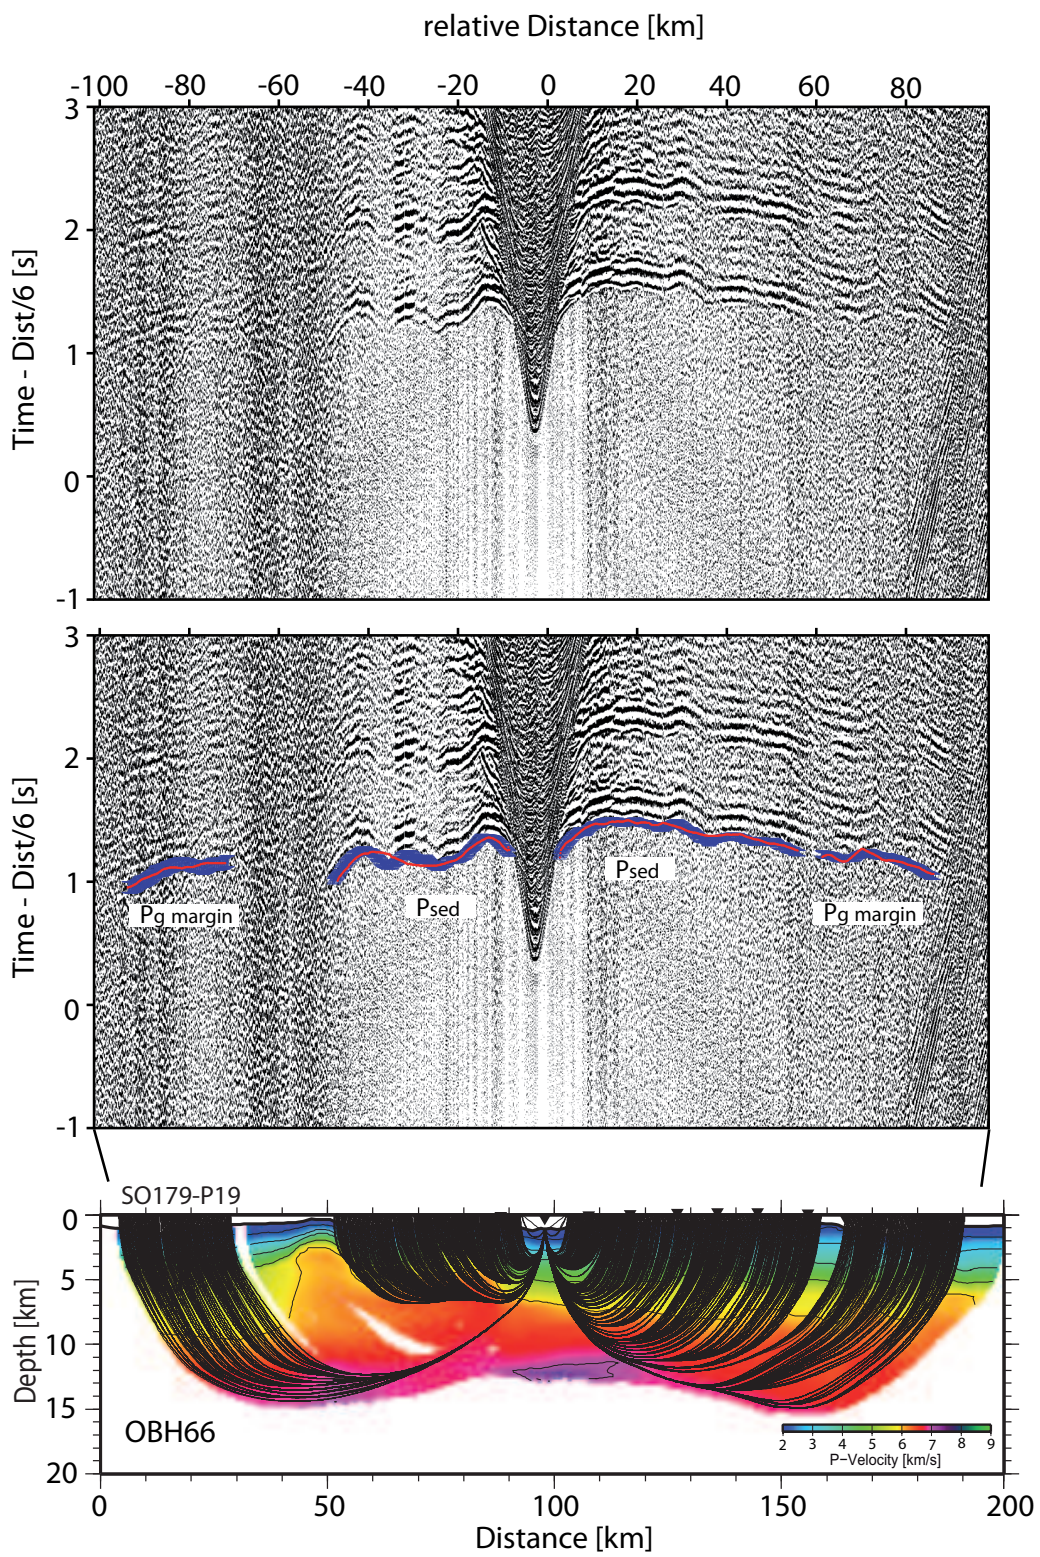 relative Distance [km]
-100 -80 -60 -40 -20 0 20 40 60 80
3
2
1
0
-1
Time - Dist/6 [s]
3
2
1
0
-1
Time - Dist/6 [s]
Pg margin
Psed
Psed
Pg margin
SO179-P19
0
5
10
15
20
Depth [km]
OBH66
2 3 4 5 6 7 8 9
P-Velocity [km/s]
0 50 100 150 200
Distance [km]